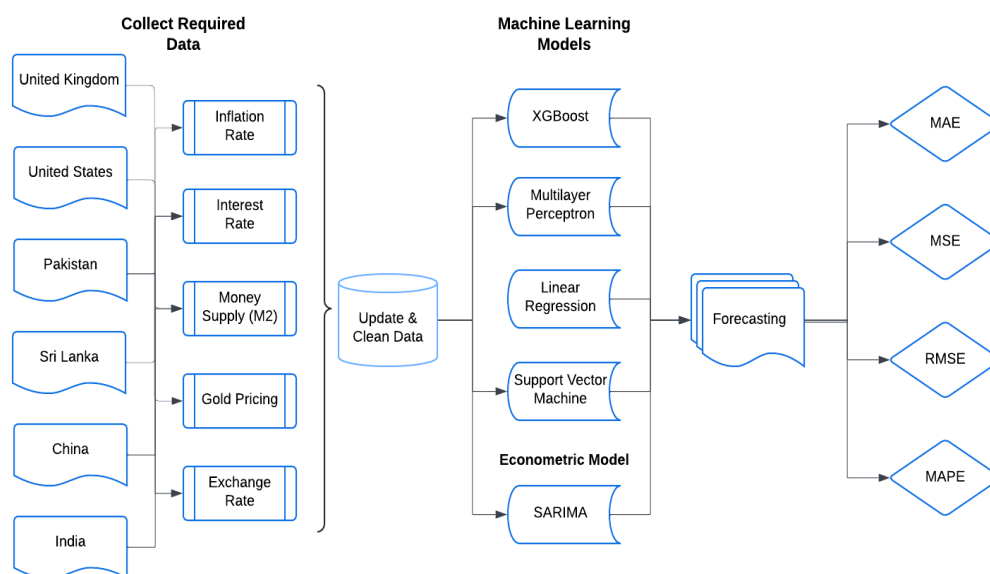 Collect Required
Data
United Kingdom
United States
Pakistan
Sri Lanka
China
India
Inflation
Rate
Interest
Rate
Money
Supply (M2)
Gold Pricing
Exchange
Rate
Update &
Clean Data
Machine Learning
Models
XGBoost
Multilayer
Perceptron
Linear
Regression
Support Vector
Machine
Econometric Model
SARIMA
Forecasting
MAE
MSE
RMSE
MAPE